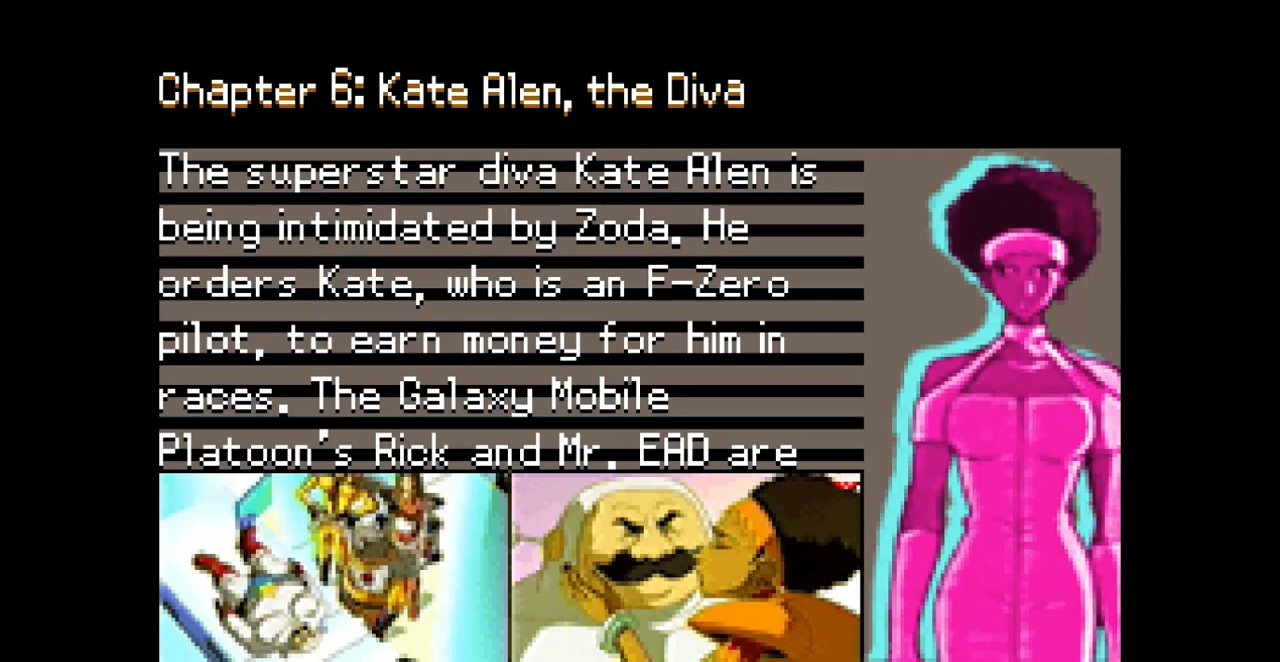 Chapter 6: Kate Alen, the Diva
The superstar diva Kate Alen is
being intimidated by Zoda. He
orders Kate, who is an F-Zero
pilot, to earn money for him in
races. The Galaxy Mobile
Platoon's Rick and Mr. EAD are